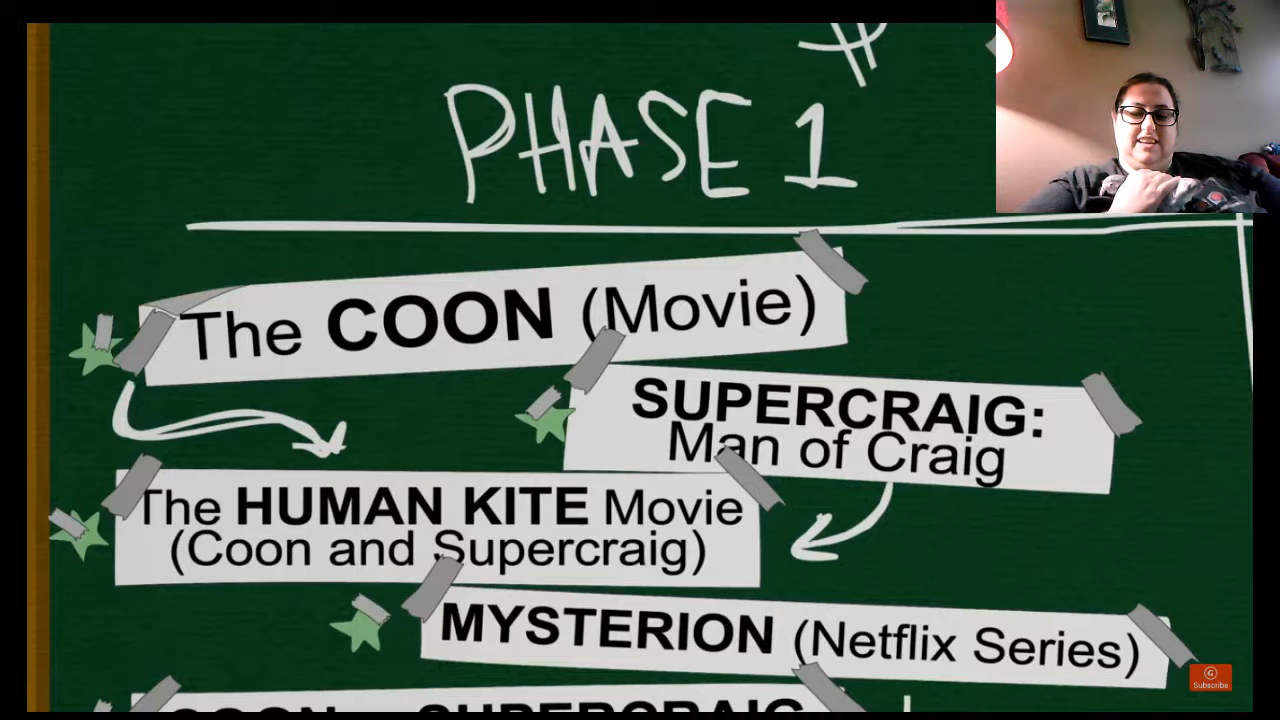 PHASE 1
The COON (Movie)
SUPERCRAIG:
Man of Craig
The HUMAN KITE Movie
(Coon and Supercraig)
MYSTERION (Netflix Series)
SUPERCRAIG
Subscribe